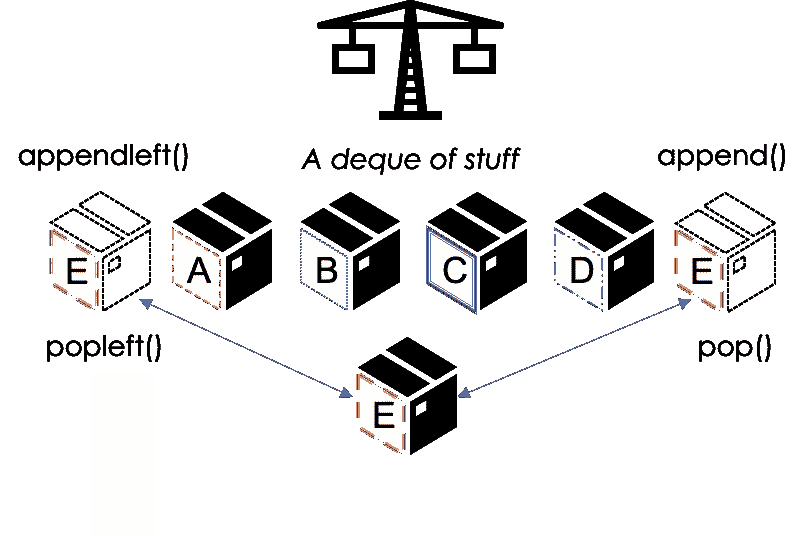 appendleft()
A deque of stuff
append()
E
A
B
C
D
E
popleft()
pop()
E